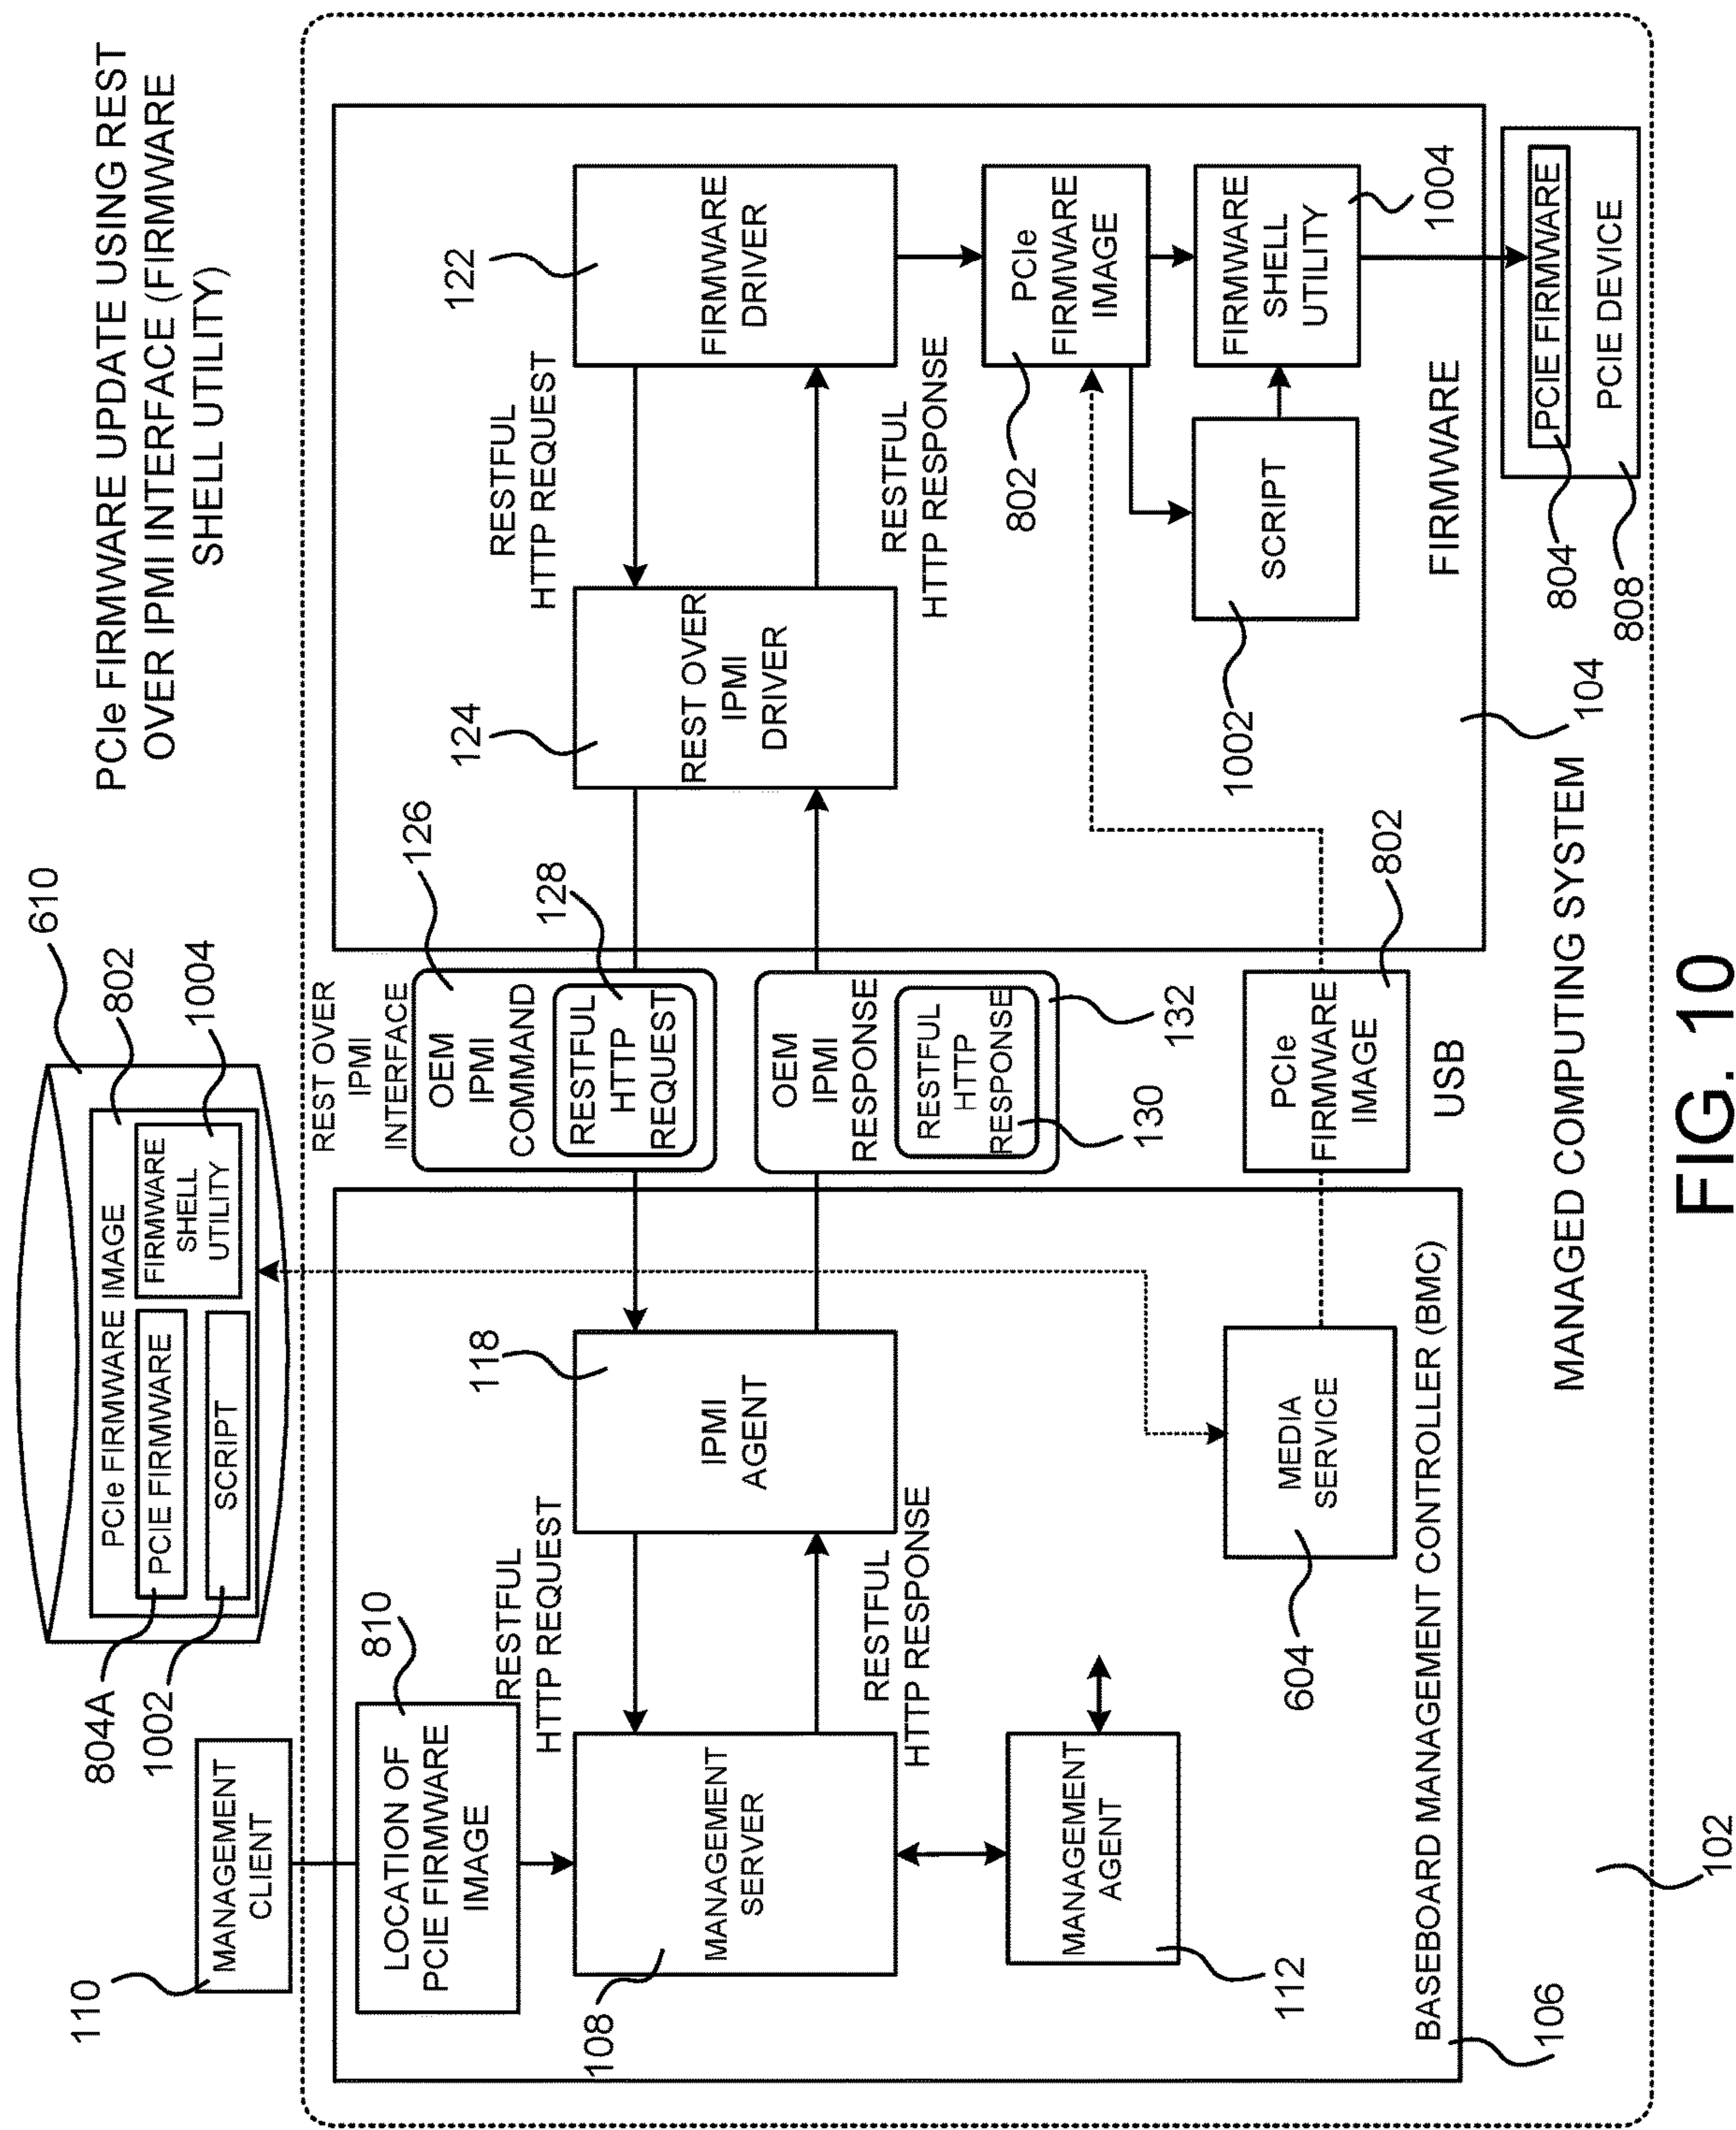 PCIe FIRMWARE UPDATE USING REST
OVER IPMI INTERFACE (FIRMWARE
SHELL UTILITY)
610
802
1004
PCIe FIRMWARE IMAGE
PCIE FIRMWARE
FIRMWARE
SHELL
UTILITY
SCRIPT
804A
1002
110
MANAGEMENT
CLIENT
810
LOCATION OF
PCIE FIRMWARE
IMAGE
RESTFUL
HTTP REQUEST
118
IPMI
AGENT
RESTFUL
HTTP RESPONSE
MANAGEMENT
SERVER
108
MANAGEMENT
AGENT
112
MEDIA
SERVICE
604
BASEBOARD MANAGEMENT CONTROLLER (BMC)
106
REST OVER
IPMI
INTERFACE
126
OEM
IPMI
COMMAND
128
RESTFUL
HTTP
REQUEST
OEM
IPMI
RESPONSE
132
RESTFUL
HTTP
RESPONSE
130
PCIe
FIRMWARE
IMAGE
802
USB
124
REST OVER
IPMI
DRIVER
RESTFUL
HTTP REQUEST
122
FIRMWARE
DRIVER
RESTFUL
HTTP RESPONSE
802
PCIe
FIRMWARE
IMAGE
FIRMWARE
SHELL
UTILITY
1004
SCRIPT
1002
FIRMWARE
104
PCIE FIRMWARE
804
PCIE DEVICE
808
MANAGED COMPUTING SYSTEM
102
FIG. 10